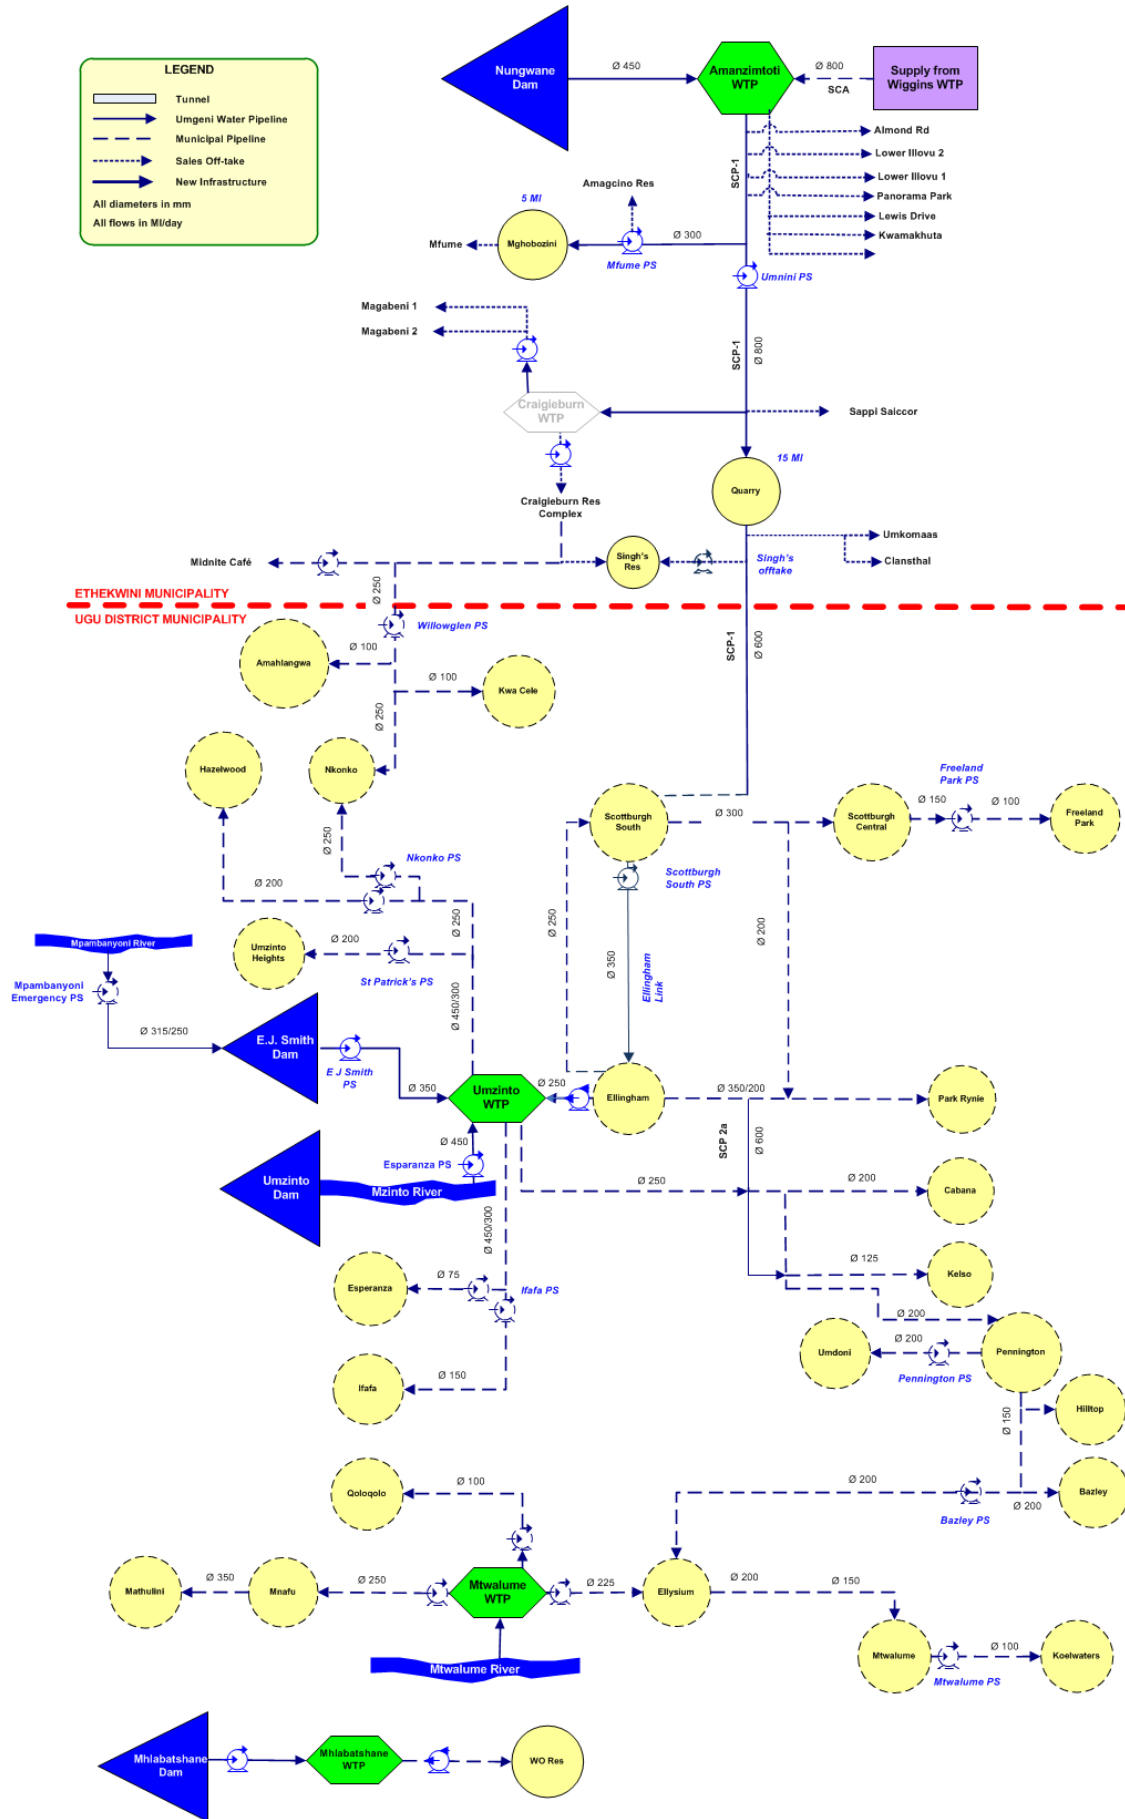 LEGEND
Tunnel
Umgeni Water Pipeline
Municipal Pipeline
Sales Off-take
New Infrastructure
All diameters in mm
All flows in Ml/day
Nungwane
Dam
Ø 450
Amanzimtoti
WTP
Ø 800
SCA
Supply from
Wiggins WTP
Almond Rd
Lower Illovu 2
Lower Illovu 1
Panorama Park
Lewis Drive
Kwamakhuta
SCP-1
Amagcino Res
5 Ml
Mfume
Mghobozini
Mfume PS
Ø 300
Umnini PS
Magabeni 1
Magabeni 2
SCP-1
Ø 800
Craigieburn
WTP
Sappi Saiccor
15 Ml
Quarry
Craigleburn Res
Complex
Umkomaas
Clansthal
Midnite Café
Singh's
Res
Singh's
offtake
Ø 250
ETHEKWINI MUNICIPALITY
UGU DISTRICT MUNICIPALITY
Willowglen PS
SCP-1
Ø 600
Amahlangwa
Ø 100
Ø 100
Kwa Cele
Ø 250
Hazelwood
Nkonko
Freeland
Park PS
Scottburgh
South
Ø 300
Scottburgh
Central
Ø 150
Ø 100
Freeland
Park
Ø 250
Nkonko PS
Scottburgh
South PS
Ø 200
Ø 250
Ø 250
Ø 200
Mpambanyoni River
Umzinto
Heights
Ø 200
St Patrick's PS
Ø 350
Ellingham
Link
Mpambanyoni
Emergency PS
Ø 450/300
Ø 315/250
E.J. Smith
Dam
E J Smith
PS
Ø 350
Umzinto
WTP
Ø 250
Ellingham
Ø 350/200
Park Rynie
Ø 450
SCP 2a
Ø 600
Esparanza PS
Umzinto
Dam
Mzinto River
Ø 250
Ø 200
Cabana
Ø 450/300
Esperanza
Ø 75
Ifafa PS
Ø 125
Kelso
Ø 200
Umdoni
Ø 200
Pennington
Pennington PS
Ifafa
Ø 150
Ø 150
Hilltop
Qoloqolo
Ø 100
Ø 200
Ø 200
Bazley
Bazley PS
Mathulini
Ø 350
Mnafu
Ø 250
Mtwalume
WTP
Ø 225
Ellysium
Ø 200
Ø 150
Mtwalume
Ø 100
Koelwaters
Mtwalume PS
Mtwalume River
Mhlabatshane
Dam
Mhlabatshane
WTP
WO Res